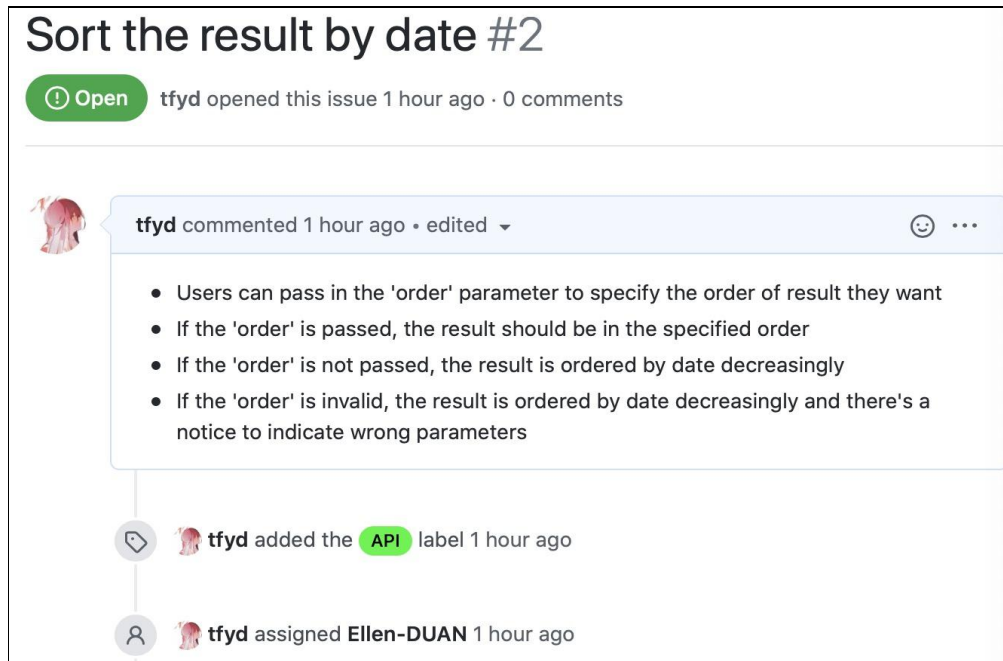 Sort the result by date #2
Open tfyd opened this issue 1 hour ago · 0 comments
tfyd commented 1 hour ago • edited
• Users can pass in the 'order' parameter to specify the order of result they want
• If the 'order' is passed, the result should be in the specified order
• If the 'order' is not passed, the result is ordered by date decreasingly
• If the 'order' is invalid, the result is ordered by date decreasingly and there's a
notice to indicate wrong parameters
tfyd added the API label 1 hour ago
tfyd assigned Ellen-DUAN 1 hour ago